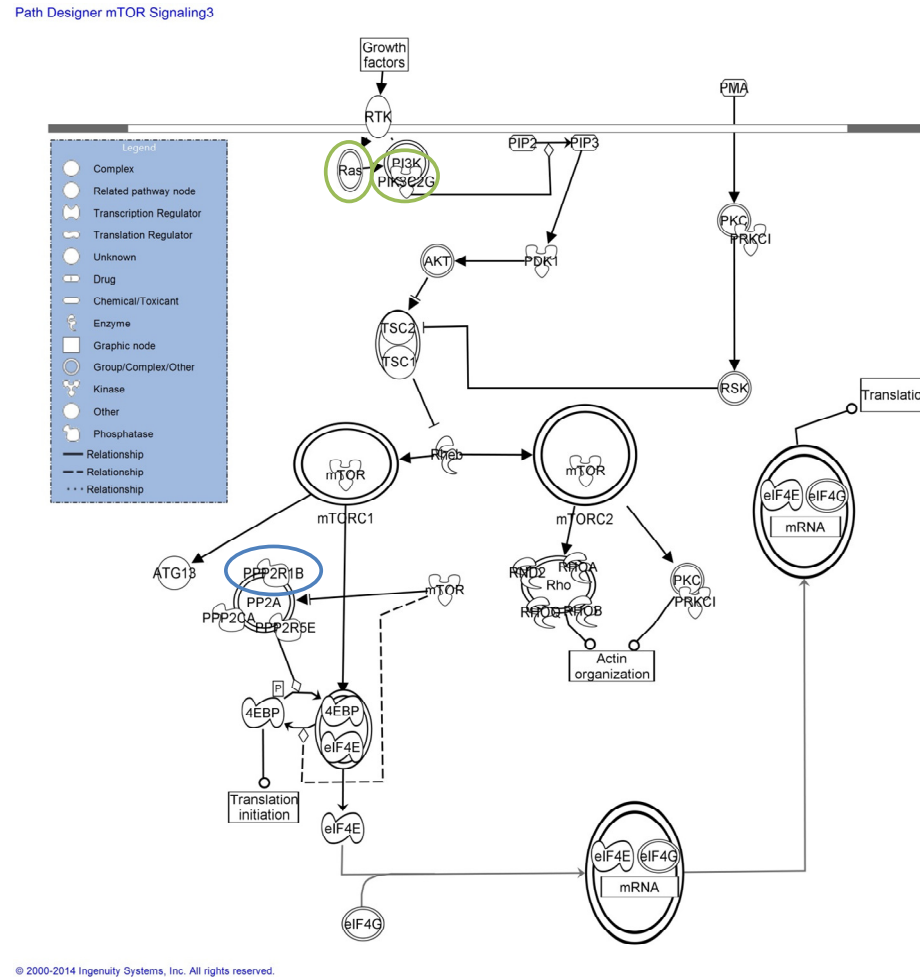 Path Designer mTOR Signaling3
Growth
factors
PMA
RTK
Legend
Complex
Related pathway node
Transcription Regulator
Translation Regulator
Unknown
Drug
Chemical/Toxicant
Enzyme
Graphic node
Group/Complex/Other
Kinase
Other
Phosphatase
Relationship
Relationship
Relationship
Ras
PI3K
PIK3C2G
PIP2
PIP3
PKC
PRKCI
AKT
PDK1
TSC2
TSC1
RSK
Translatio
Rheb
mTOR
mTORC1
mTOR
mTORC2
eIF4E
eIF4G
mRNA
ATG13
PPP2R1B
PP2A
PPP2CA
PPP2R5E
mTOR
RND2
RHOA
Rho
RHOQ
RHOB
PKC
PRKCI
Actin
organization
P
4EBP
4EBP
eIF4E
Translation
initiation
eIF4E
eIF4E
eIF4G
mRNA
eIF4G
© 2000-2014 Ingenuity Systems, Inc. All rights reserved.